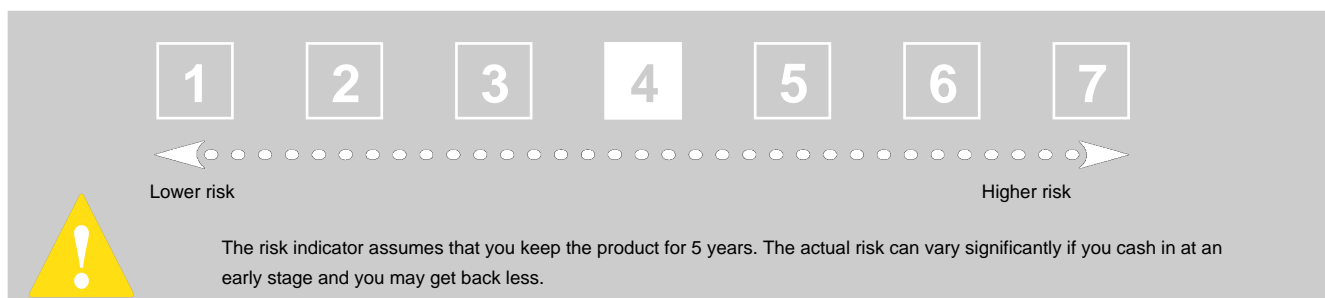 1 2 3 4 5 6 7
Lower risk Higher risk
!
The risk indicator assumes that you keep the product for 5 years. The actual risk can vary significantly if you cash in at an
early stage and you may get back less.